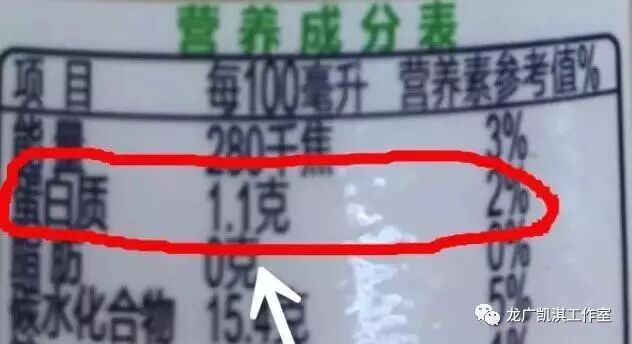 营养成分表
项目 每100毫升 营养素参考值%
能量 280千焦 3%
蛋白质 1.1克 2%
脂肪 0克 0%
碳水化合物 15.4克 5%
龙广凯淇工作室